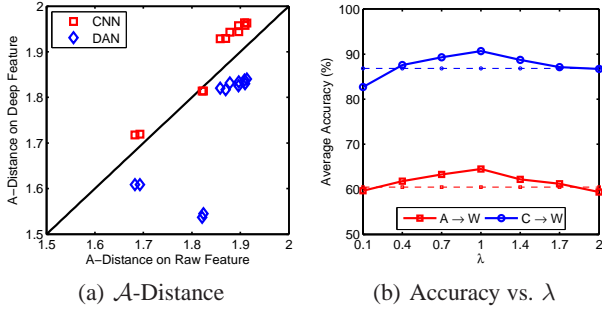 2
1.9
1.8
1.7
1.6
1.5
A−Distance on Deep Feature
CNN
DAN
1.5 1.6 1.7 1.8 1.9 2
A−Distance on Raw Feature
(a) A-Distance
100
90
80
70
60
50
Average Accuracy (%)
A → W C → W
0.1 0.4 0.7 1 1.4 1.7 2
λ
(b) Accuracy vs. λ